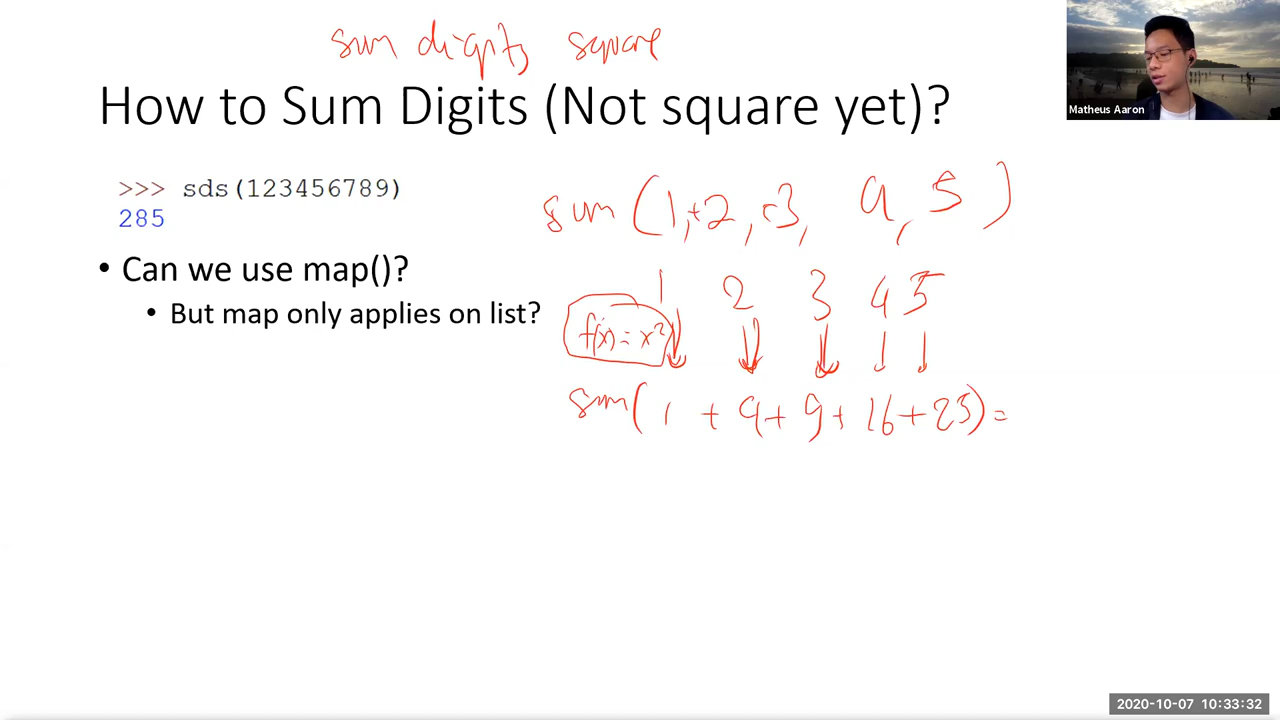 sum digits square
How to Sum Digits (Not square yet)?
Matheus Aaron
>>> sds(123456789)
285
• Can we use map()?
• But map only applies on list?
sum (1,+2, +3, 4, 5 )
1 2 3 4 5
f(x) = x²
sum( 1 + 4 + 9 + 16 + 25) =
2020-10-07 10:33:32